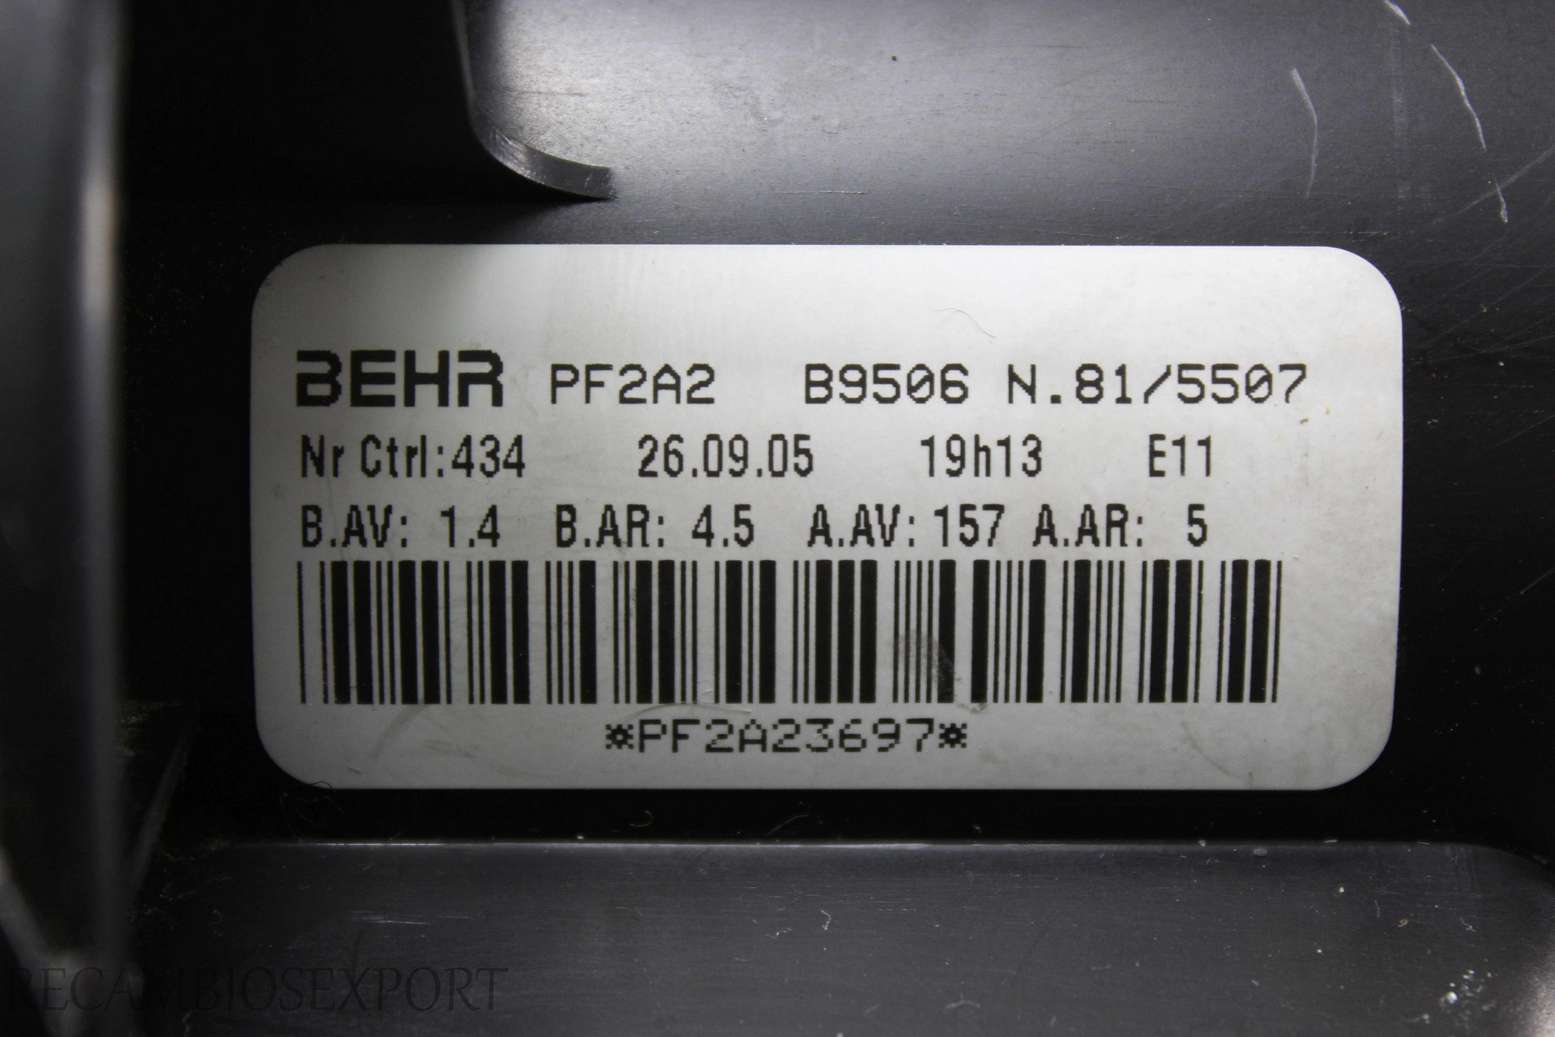 BEHR PF2A2 B9506 N.81/5507
Nr Ctrl:434 26.09.05 19h13 E11
B.AV: 1.4 B.AR: 4.5 A.AV: 157 A.AR: 5
*PF2A23697*
RECAMBIOSEXPORT